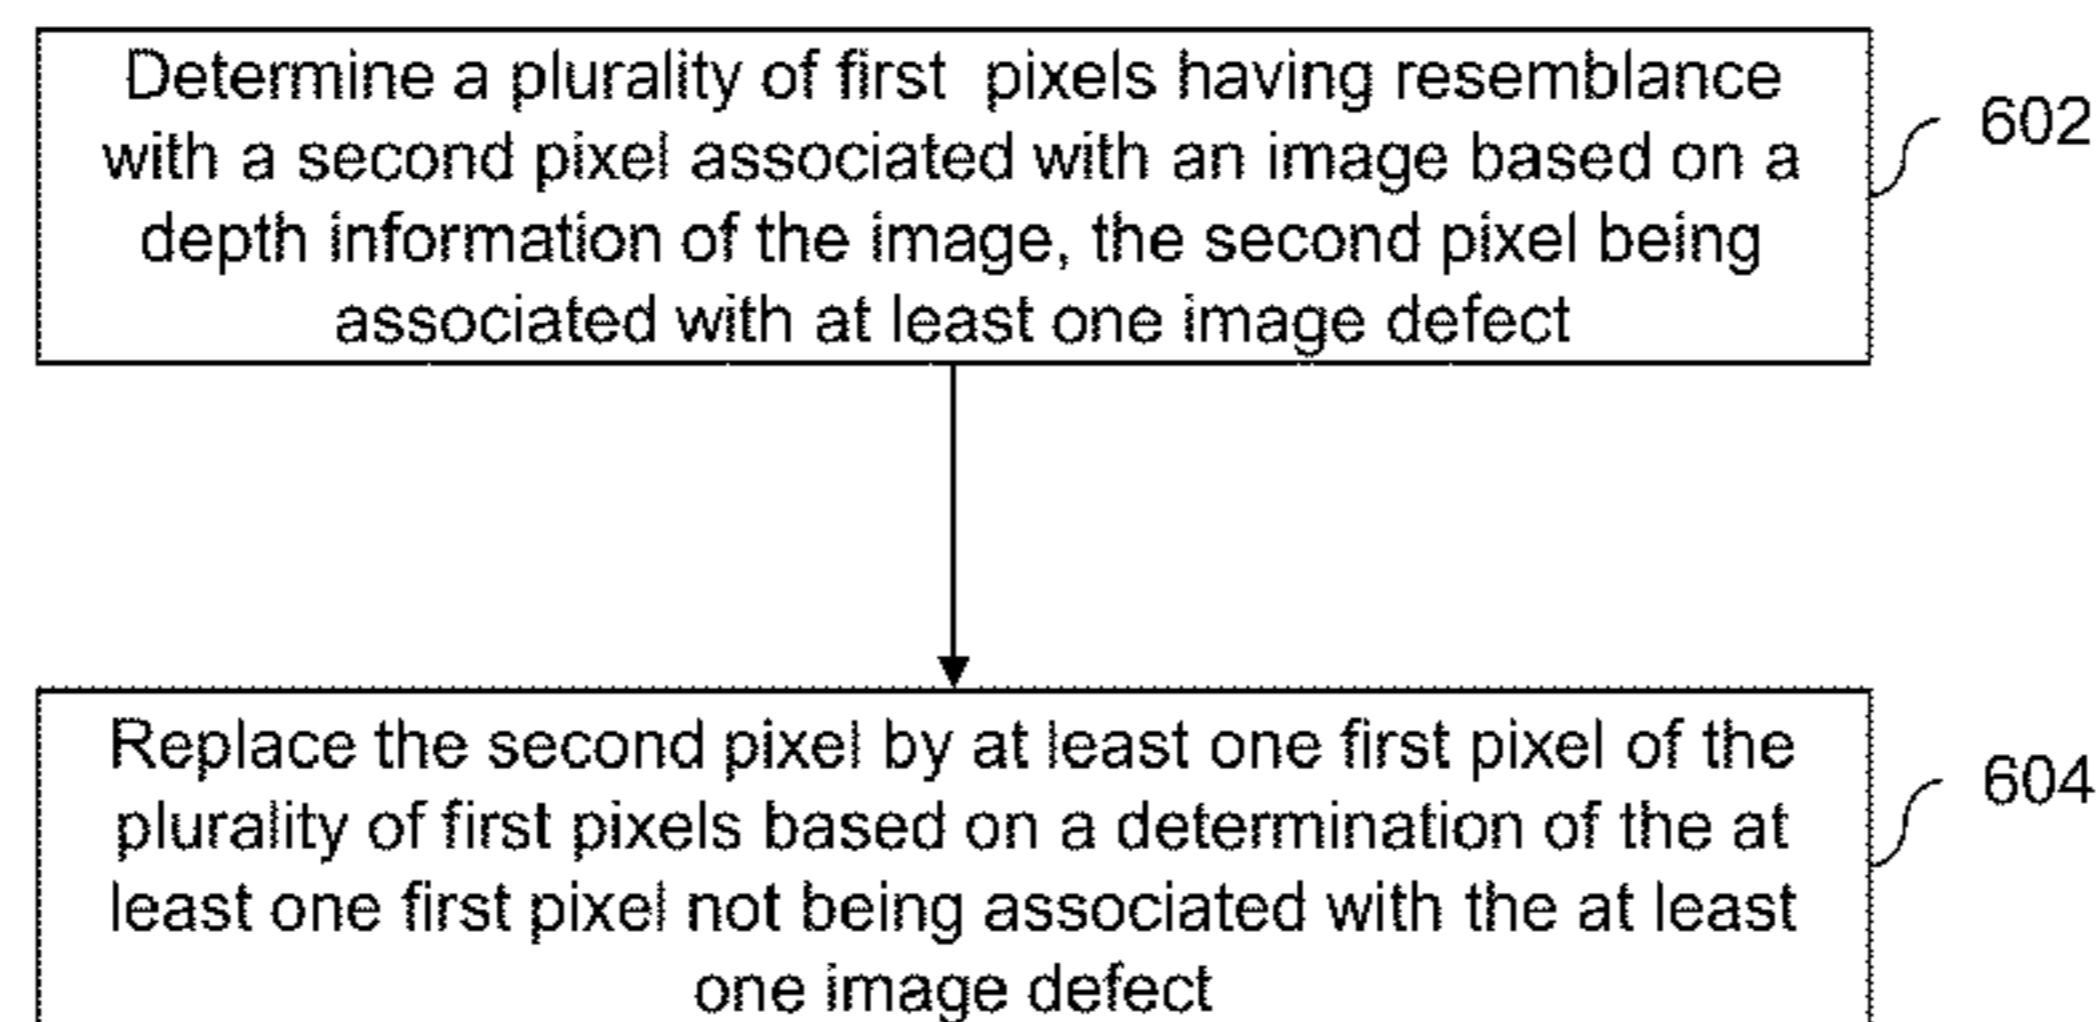 Determine a plurality of first pixels having resemblance
with a second pixel associated with an image based on a
depth information of the image, the second pixel being
associated with at least one image defect
602
Replace the second pixel by at least one first pixel of the
plurality of first pixels based on a determination of the at
least one first pixel not being associated with the at least
one image defect
604